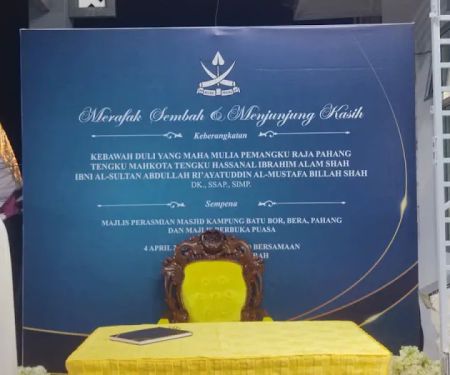 Merafak Sembah & Menjunjung Kasih
Keberangkatan
KEBAWAH DULI YANG MAHA MULIA PEMANGKU RAJA PAHANG
TENGKU MAHKOTA TENGKU HASSANAL IBRAHIM ALAM SHAH
IBNI AL-SULTAN ABDULLAH RI'AYATUDDIN AL-MUSTAFA BILLAH SHAH
DK., SSAP., SIMP.
Sempena
MAJLIS PERASMIAN MASJID KAMPUNG BATU BOR, BERA, PAHANG
DAN MAJLIS BERBUKA PUASA
4 APRIL BERSAMAAN